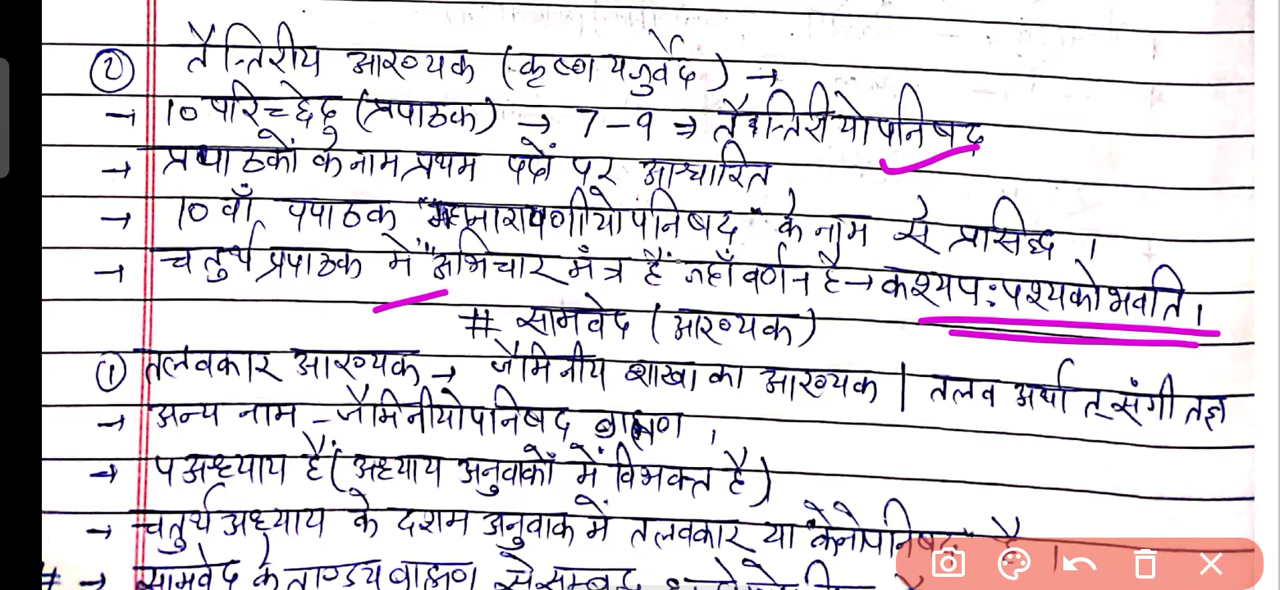 ② तैत्तिरीय आरण्यक (कृष्ण यजुर्वेद) →
→ 10 परिच्छेद (प्रपाठक) → 7-9 ⇒ तैत्तिरीयोपनिषद
→ प्रपाठकों के नाम प्रथम पदों पर आधारित
→ 10 वाँ प्रपाठक "महानारायणीयोपनिषद" के नाम से प्रसिद्ध ।
→ चतुर्थ प्रपाठक में "अभिचार मंत्र हैं जहाँ वर्णन है → कश्यप: पश्यको भवति ।
# सामवेद (आरण्यक)
① तलवकार आरण्यक → जैमिनीय शाखा का आरण्यक | तलव अर्थात् संगीतज्ञ
→ अन्य नाम - जैमिनीयोपनिषद ब्राह्मण ।
→ 4 अध्याय हैं (अध्याय अनुवाकों में विभक्त है)
→ चतुर्थ अध्याय के दशम अनुवाक में तलवकार या "केनोपनिषद" है ।
# → सामवेद के ताण्ड्य ब्राह्मण से सम्बद्ध